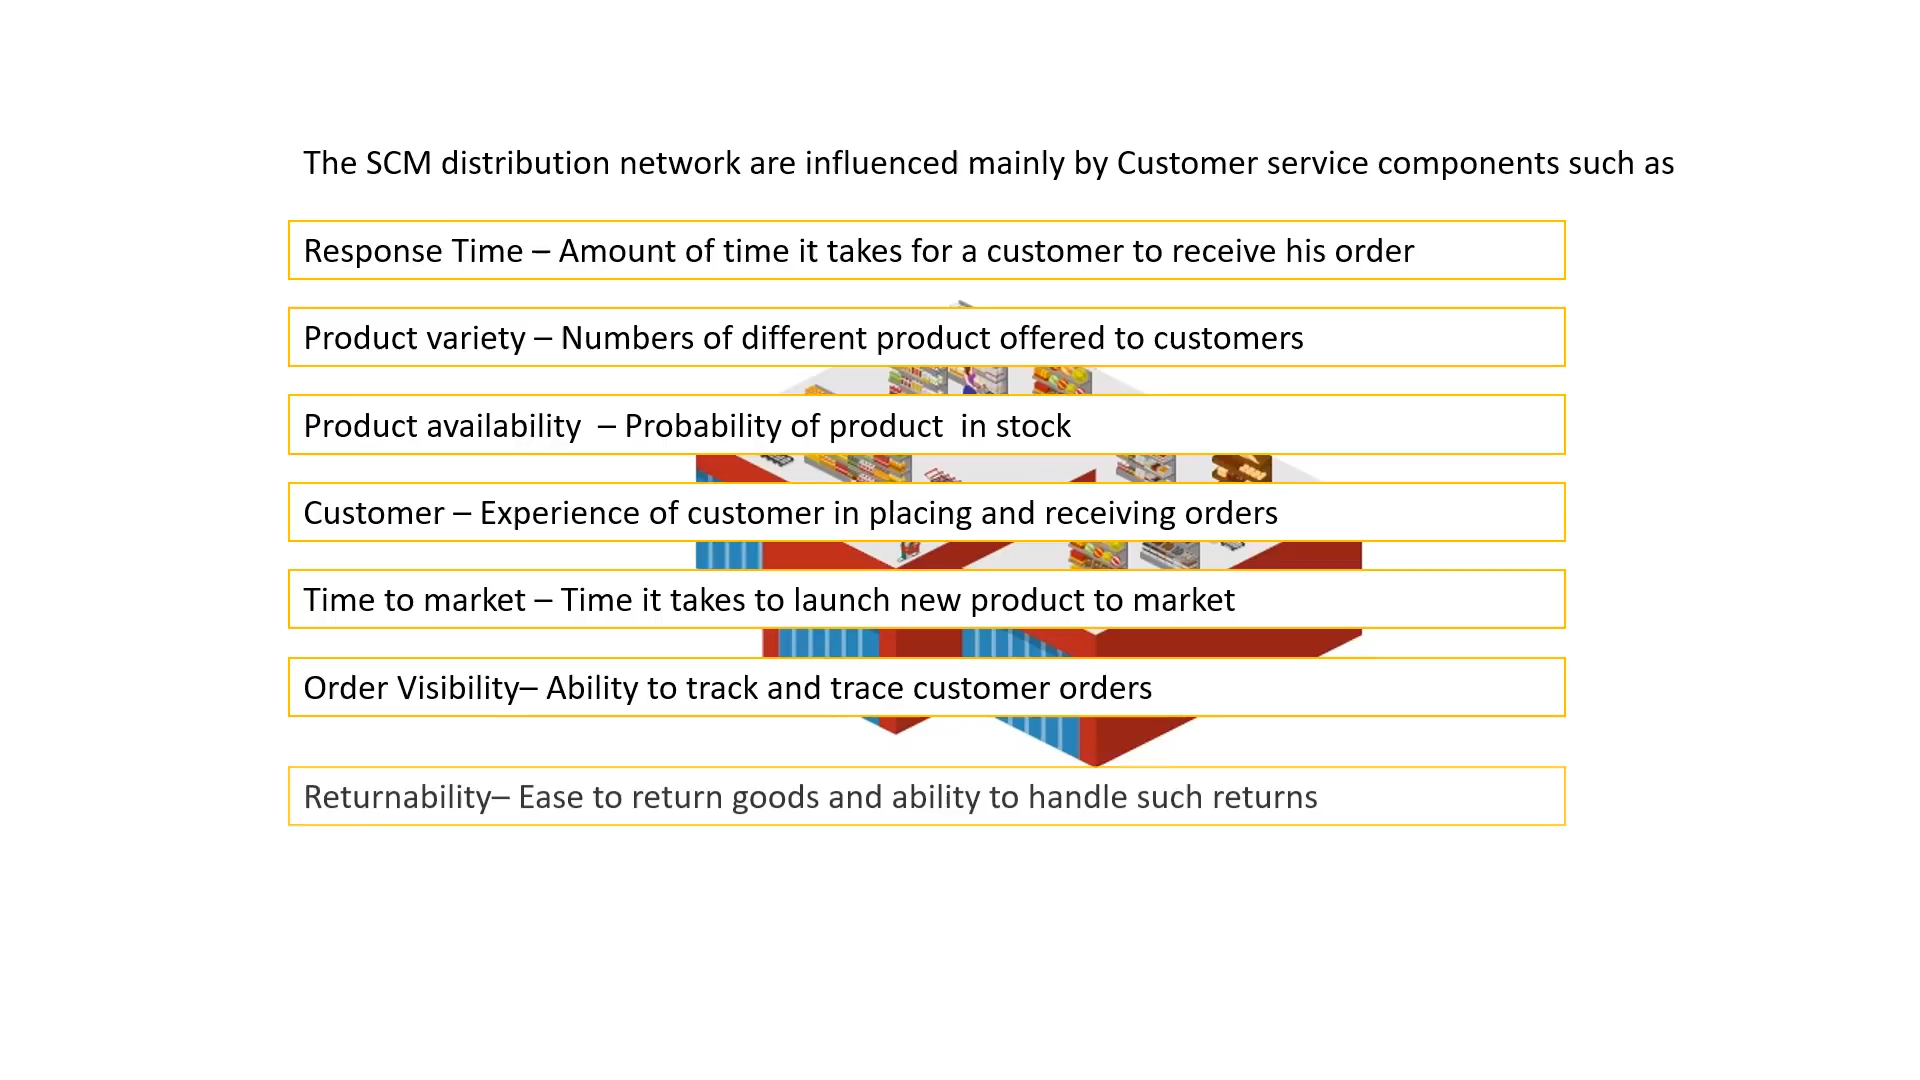 The SCM distribution network are influenced mainly by Customer service components such as
Response Time – Amount of time it takes for a customer to receive his order
Product variety – Numbers of different product offered to customers
Product availability  – Probability of product  in stock
Customer – Experience of customer in placing and receiving orders
Time to market – Time it takes to launch new product to market
Order Visibility– Ability to track and trace customer orders
Returnability– Ease to return goods and ability to handle such returns